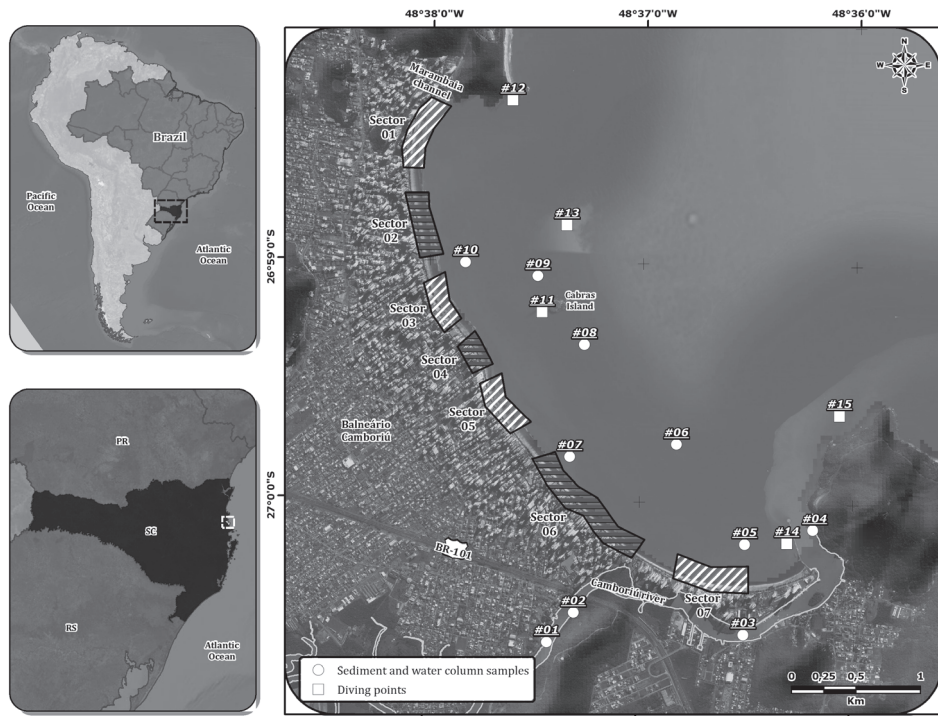 Brazil
Pacific
Ocean
Atlantic
Ocean
PR
SC
RS
Atlantic
Ocean
48°38'0"W
48°37'0"W
48°36'0"W
26°59'0"S
27°0'0"S
N
W
E
S
Marambaia
channel
#12
Sector
01
#13
Sector
02
#10
#09
#11
Cabras
Island
Sector
03
#08
Sector
04
#15
Sector
05
Balneário
Camboriú
#06
#07
Sector
06
#04
#05
#14
BR-101
Camboriú river
Sector
07
#02
#03
#01
Sediment and water column samples
Diving points
0 0,25 0,5 1
Km